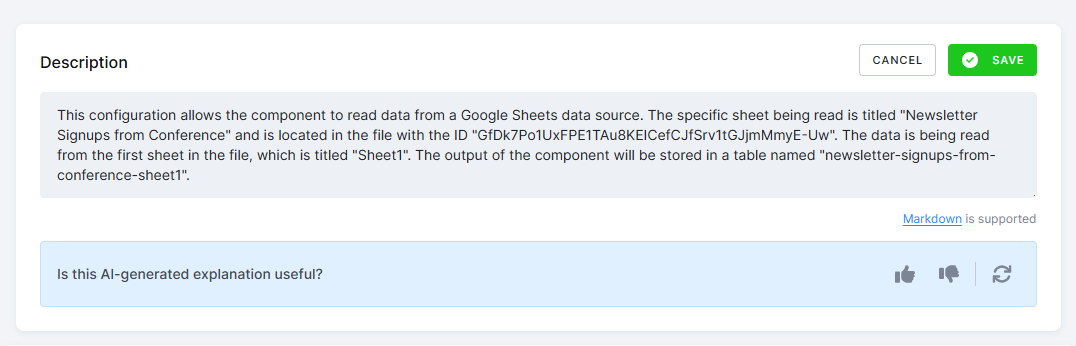 Description
CANCEL
SAVE
This configuration allows the component to read data from a Google Sheets data source. The specific sheet being read is titled "Newsletter
Signups from Conference" and is located in the file with the ID "GfDk7Po1UxFPE1TAu8KEICefCJfSrv1tGJjmMmyE-Uw". The data is being read
from the first sheet in the file, which is titled "Sheet1". The output of the component will be stored in a table named "newsletter-signups-from-
conference-sheet1".
Markdown is supported
Is this AI-generated explanation useful?